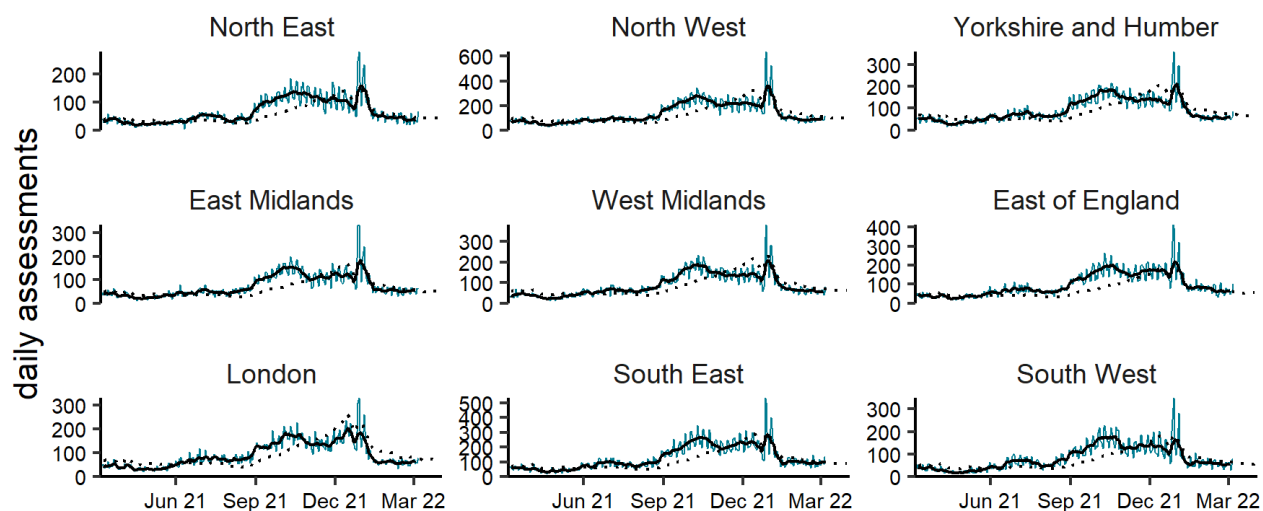 North East
North West
Yorkshire and Humber
200
100
0
600
400
200
0
300
200
100
0
daily assessments
East Midlands
West Midlands
East of England
300
200
100
0
300
200
100
0
400
300
200
100
0
London
South East
South West
300
200
100
0
500
400
300
200
100
0
300
200
100
0
Jun 21 Sep 21 Dec 21 Mar 22
Jun 21 Sep 21 Dec 21 Mar 22
Jun 21 Sep 21 Dec 21 Mar 22